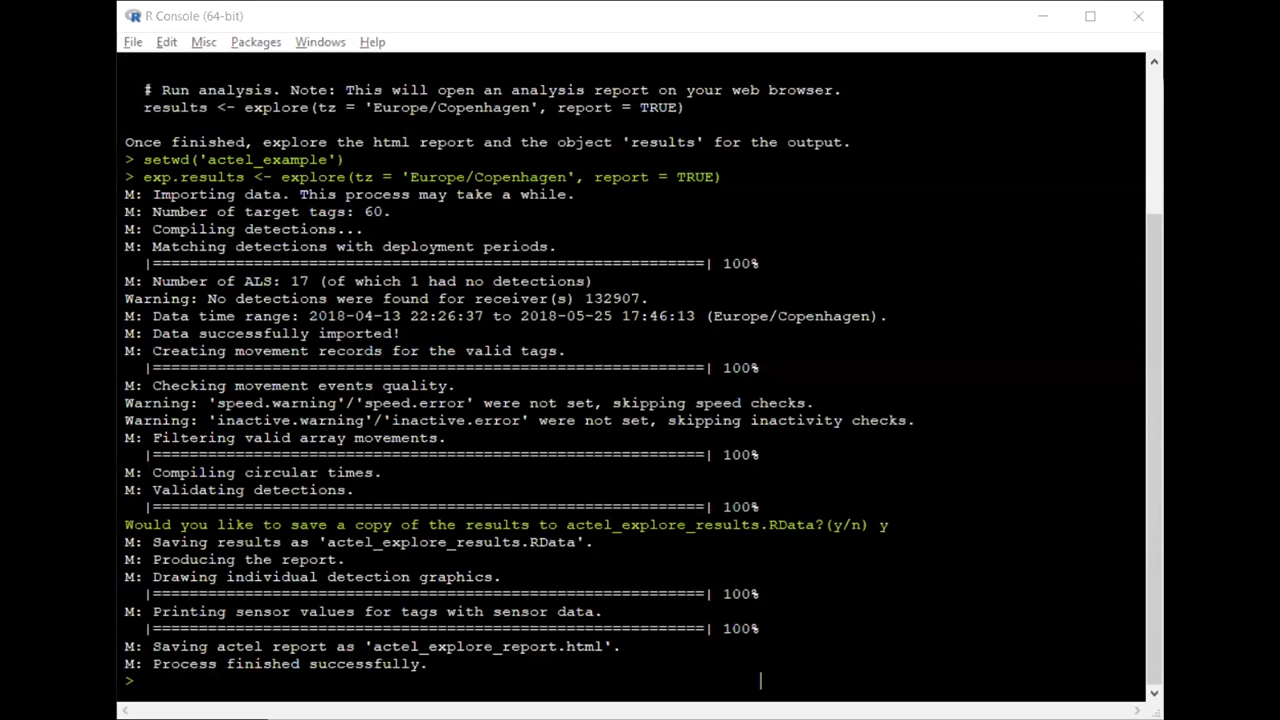 R Console (64-bit)
File Edit Misc Packages Windows Help
# Run analysis. Note: This will open an analysis report on your web browser.
results <- explore(tz = 'Europe/Copenhagen', report = TRUE)
Once finished, explore the html report and the object 'results' for the output.
> setwd('actel_example')
> exp.results <- explore(tz = 'Europe/Copenhagen', report = TRUE)
M: Importing data. This process may take a while.
M: Number of target tags: 60.
M: Compiling detections...
M: Matching detections with deployment periods.
|============================================================| 100%
M: Number of ALS: 17 (of which 1 had no detections)
Warning: No detections were found for receiver(s) 132907.
M: Data time range: 2018-04-13 22:26:37 to 2018-05-25 17:46:13 (Europe/Copenhagen).
M: Data successfully imported!
M: Creating movement records for the valid tags.
|============================================================| 100%
M: Checking movement events quality.
Warning: 'speed.warning'/'speed.error' were not set, skipping speed checks.
Warning: 'inactive.warning'/'inactive.error' were not set, skipping inactivity checks.
M: Filtering valid array movements.
|============================================================| 100%
M: Compiling circular times.
M: Validating detections.
|============================================================| 100%
Would you like to save a copy of the results to actel_explore_results.RData?(y/n) y
M: Saving results as 'actel_explore_results.RData'.
M: Producing the report.
M: Drawing individual detection graphics.
|============================================================| 100%
M: Printing sensor values for tags with sensor data.
|============================================================| 100%
M: Saving actel report as 'actel_explore_report.html'.
M: Process finished successfully.
>